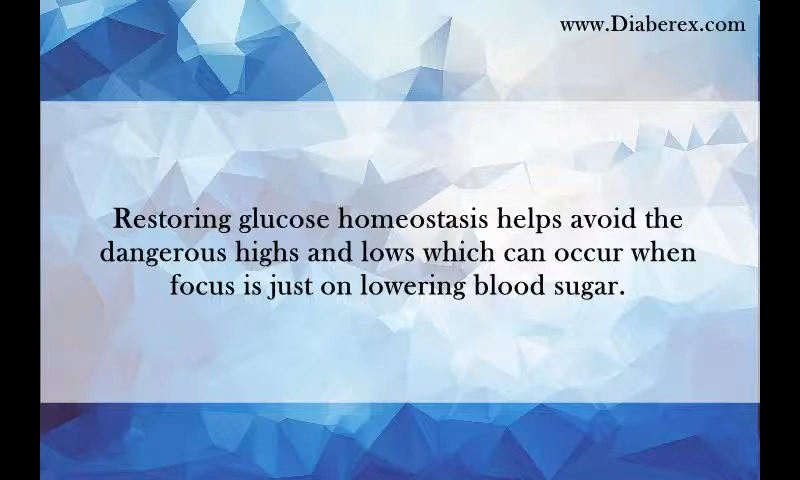 www.Diaberex.com
Restoring glucose homeostasis helps avoid the
dangerous highs and lows which can occur when
focus is just on lowering blood sugar.